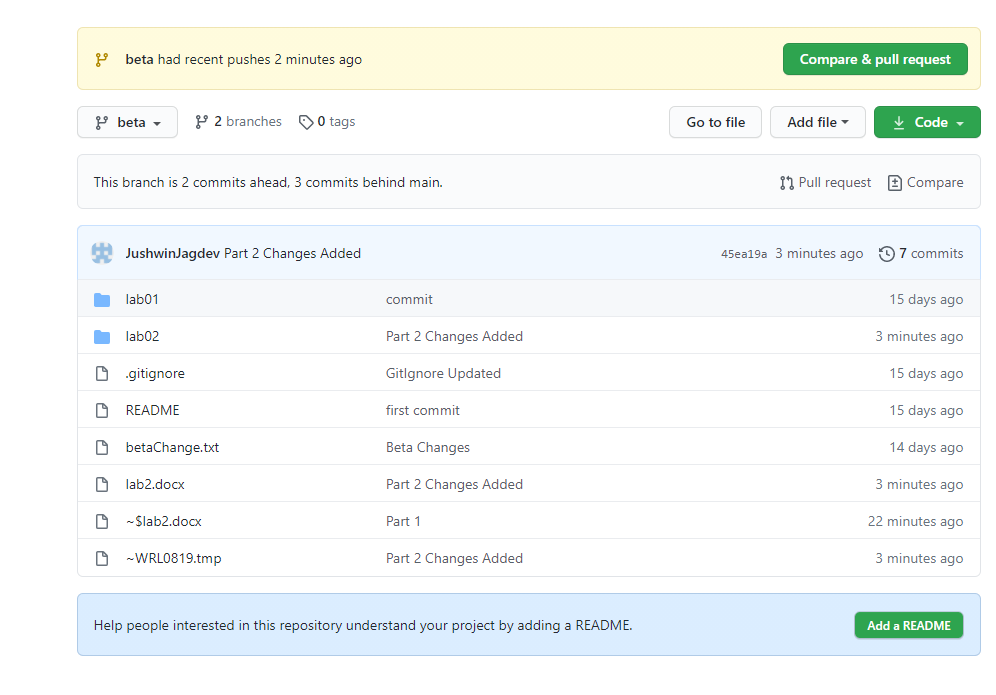 beta had recent pushes 2 minutes ago Compare & pull request
beta 2 branches 0 tags Go to file Add file Code
This branch is 2 commits ahead, 3 commits behind main. Pull request Compare
JushwinJagdev Part 2 Changes Added 45ea19a 3 minutes ago 7 commits
lab01 commit 15 days ago
lab02 Part 2 Changes Added 3 minutes ago
.gitignore GitIgnore Updated 15 days ago
README first commit 15 days ago
betaChange.txt Beta Changes 14 days ago
lab2.docx Part 2 Changes Added 3 minutes ago
~$lab2.docx Part 1 22 minutes ago
~WRL0819.tmp Part 2 Changes Added 3 minutes ago
Help people interested in this repository understand your project by adding a README. Add a README